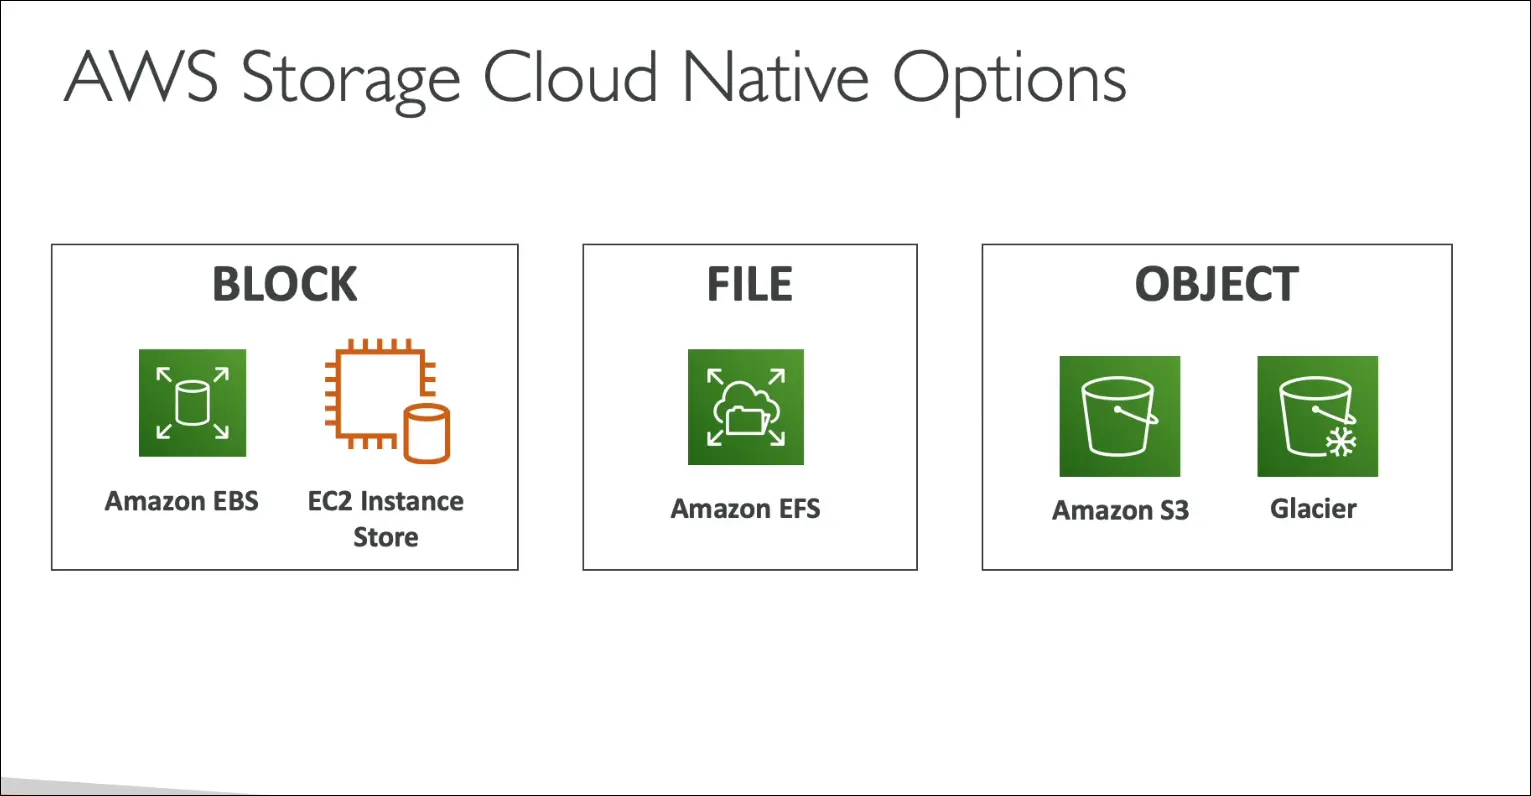 AWS Storage Cloud Native Options
BLOCK
Amazon EBS
EC2 Instance
Store
FILE
Amazon EFS
OBJECT
Amazon S3
Glacier